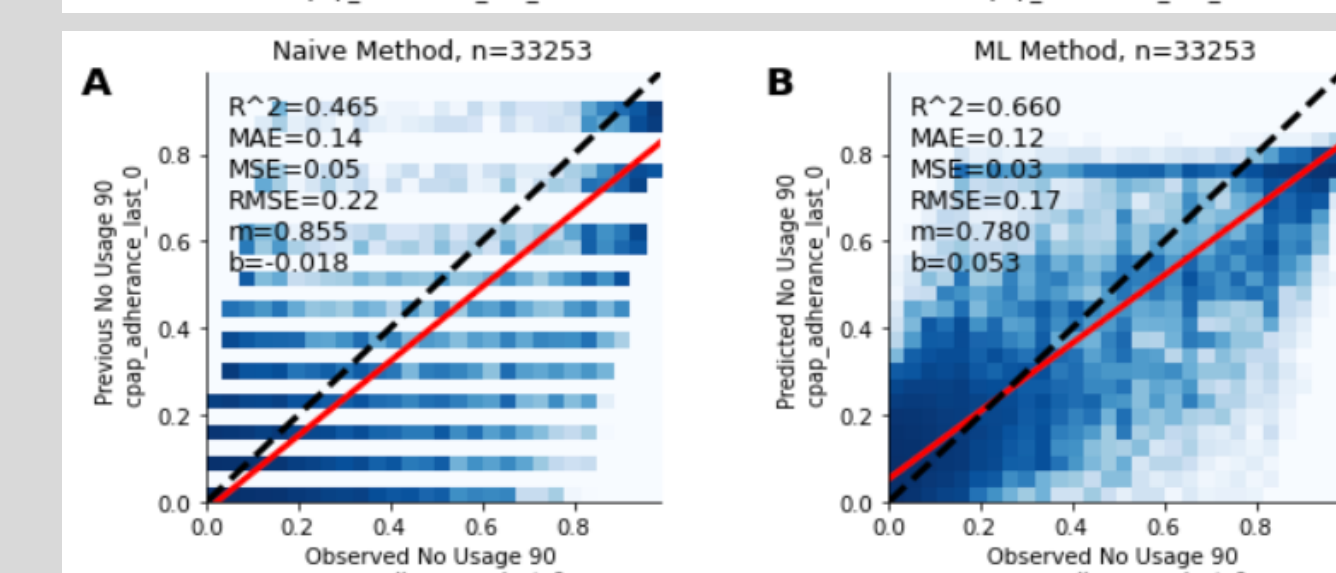 Naive Method, n=33253
A
R^2=0.465
MAE=0.14
MSE=0.05
RMSE=0.22
m=0.855
b=-0.018
0.8
0.6
0.4
0.2
0.0
Previous No Usage 90
cpap_adherance_last_0
0.0 0.2 0.4 0.6 0.8
Observed No Usage 90
ML Method, n=33253
B
R^2=0.660
MAE=0.12
MSE=0.03
RMSE=0.17
m=0.780
b=0.053
0.8
0.6
0.4
0.2
0.0
Predicted No Usage 90
cpap_adherance_last_0
0.0 0.2 0.4 0.6 0.8
Observed No Usage 90